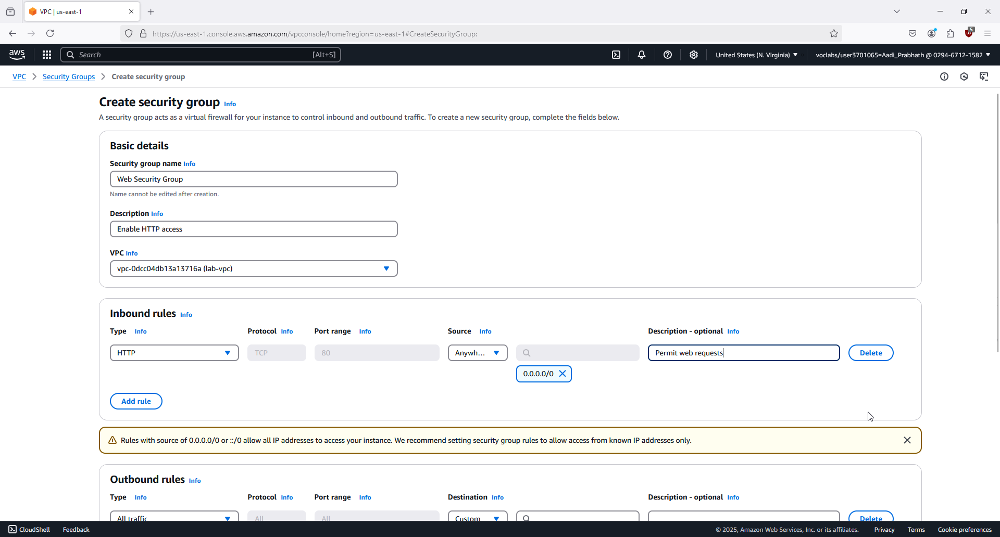 VPC | us-east-1
https://us-east-1.console.aws.amazon.com/vpcconsole/home?region=us-east-1#CreateSecurityGroup:
5
aws
Search [Alt+S]
United States (N. Virginia)
voclabs/user3701065=Aadi_Prabhath @ 0294-6712-1582
VPC > Security Groups > Create security group
Create security group Info
A security group acts as a virtual firewall for your instance to control inbound and outbound traffic. To create a new security group, complete the fields below.
Basic details
Security group name Info
Web Security Group
Name cannot be edited after creation.
Description Info
Enable HTTP access
VPC Info
vpc-0dcc04db13a13716a (lab-vpc)
Inbound rules Info
Type Info Protocol Info Port range Info Source Info Description - optional Info
HTTP TCP 80 Anywh... Permit web requests Delete
0.0.0.0/0
Add rule
Rules with source of 0.0.0.0/0 or ::/0 allow all IP addresses to access your instance. We recommend setting security group rules to allow access from known IP addresses only.
Outbound rules Info
Type Info Protocol Info Port range Info Destination Info Description - optional Info
All traffic All All Custom Delete
CloudShell Feedback © 2025, Amazon Web Services, Inc. or its affiliates. Privacy Terms Cookie preferences